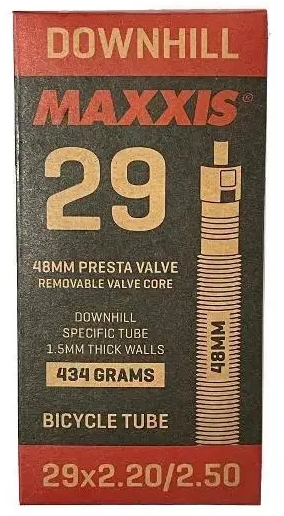 DOWNHILL
MAXXIS®
29
48MM PRESTA VALVE
REMOVABLE VALVE CORE
DOWNHILL
SPECIFIC TUBE
1.5MM THICK WALLS
434 GRAMS
48MM
BICYCLE TUBE
29x2.20/2.50